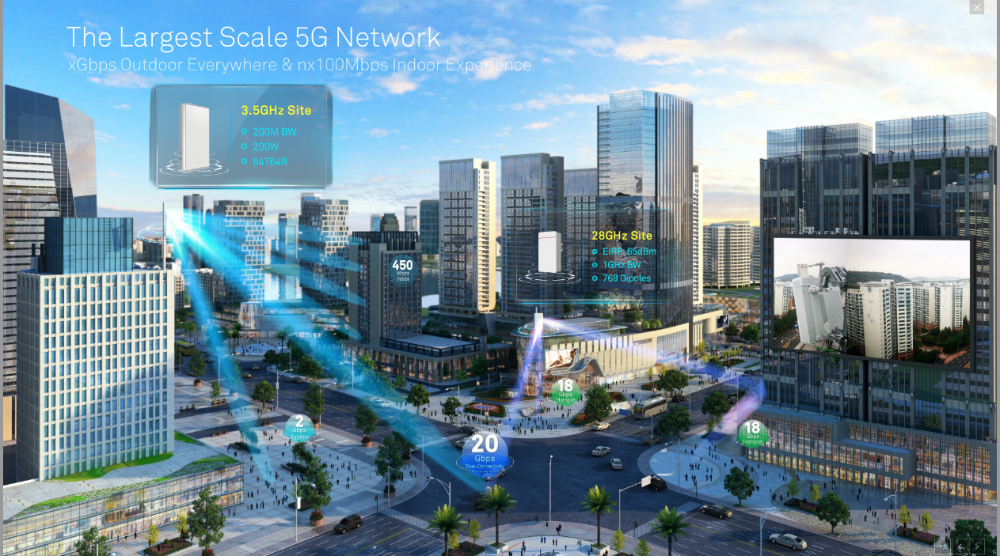 The Largest Scale 5G Network
xGbps Outdoor Everywhere & nx100Mbps Indoor Experience
3.5GHz Site
200M BW
200W
64T64R
28GHz Site
EIRP: 65dBm
1GHz BW
768 Dipoles
450
Mbps
Indoor
18
Gbps
Hotspot
2
Gbps
Outdoor
20
Gbps
Dual-Connectivity
18
Gbps
Hotspot
中文